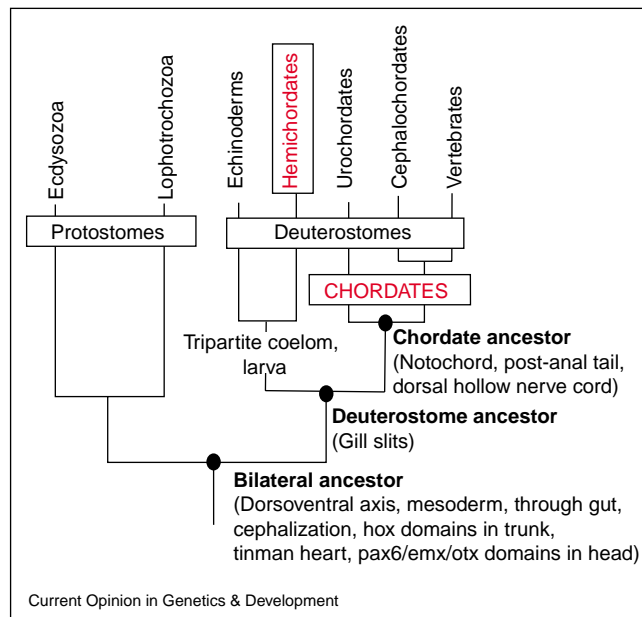 Ecdysozoa
Lophotrochozoa
Echinoderms
Hemichordates
Urochordates
Cephalochordates
Vertebrates
Protostomes
Deuterostomes
CHORDATES
Tripartite coelom,
larva
Chordate ancestor
(Notochord, post-anal tail,
dorsal hollow nerve cord)
Deuterostome ancestor
(Gill slits)
Bilateral ancestor
(Dorsoventral axis, mesoderm, through gut,
cephalization, hox domains in trunk,
tinman heart, pax6/emx/otx domains in head)
Current Opinion in Genetics & Development